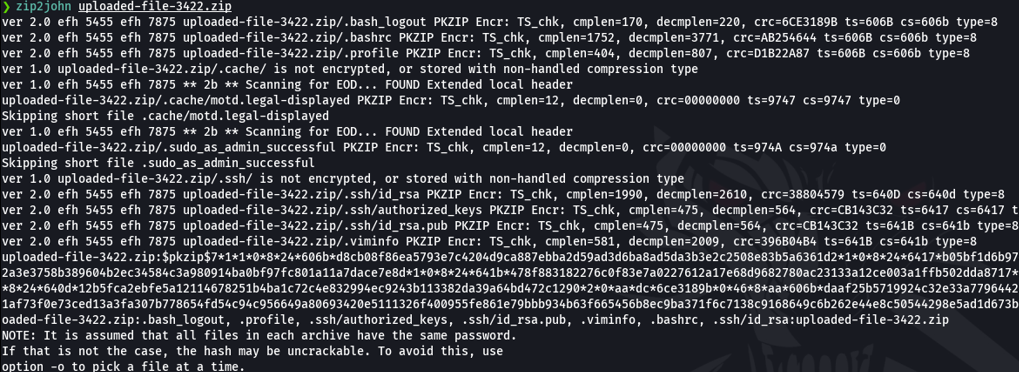 ❯ zip2john uploaded-file-3422.zip
ver 2.0 efh 5455 efh 7875 uploaded-file-3422.zip/.bash_logout PKZIP Encr: TS_chk, cmplen=170, decmplen=220, crc=6CE3189B ts=606B cs=606b type=8
ver 2.0 efh 5455 efh 7875 uploaded-file-3422.zip/.bashrc PKZIP Encr: TS_chk, cmplen=1752, decmplen=3771, crc=AB254644 ts=606B cs=606b type=8
ver 2.0 efh 5455 efh 7875 uploaded-file-3422.zip/.profile PKZIP Encr: TS_chk, cmplen=404, decmplen=807, crc=D1B22A87 ts=606B cs=606b type=8
ver 1.0 uploaded-file-3422.zip/.cache/ is not encrypted, or stored with non-handled compression type
ver 1.0 efh 5455 efh 7875 ** 2b ** Scanning for EOD... FOUND Extended local header
uploaded-file-3422.zip/.cache/motd.legal-displayed PKZIP Encr: TS_chk, cmplen=12, decmplen=0, crc=00000000 ts=9747 cs=9747 type=0
Skipping short file .cache/motd.legal-displayed
ver 1.0 efh 5455 efh 7875 ** 2b ** Scanning for EOD... FOUND Extended local header
uploaded-file-3422.zip/.sudo_as_admin_successful PKZIP Encr: TS_chk, cmplen=12, decmplen=0, crc=00000000 ts=974A cs=974a type=0
Skipping short file .sudo_as_admin_successful
ver 1.0 uploaded-file-3422.zip/.ssh/ is not encrypted, or stored with non-handled compression type
ver 2.0 efh 5455 efh 7875 uploaded-file-3422.zip/.ssh/id_rsa PKZIP Encr: TS_chk, cmplen=1990, decmplen=2610, crc=38804579 ts=640D cs=640d type=8
ver 2.0 efh 5455 efh 7875 uploaded-file-3422.zip/.ssh/authorized_keys PKZIP Encr: TS_chk, cmplen=475, decmplen=564, crc=CB143C32 ts=6417 cs=6417 t
ver 2.0 efh 5455 efh 7875 uploaded-file-3422.zip/.ssh/id_rsa.pub PKZIP Encr: TS_chk, cmplen=475, decmplen=564, crc=CB143C32 ts=641B cs=641b type=8
ver 2.0 efh 5455 efh 7875 uploaded-file-3422.zip/.viminfo PKZIP Encr: TS_chk, cmplen=581, decmplen=2009, crc=396B04B4 ts=641B cs=641b type=8
uploaded-file-3422.zip:$pkzip$7*1*1*0*8*24*606b*d8cb08f86ea5793e7c4204d9ca887ebba2d59ad3d6ba8ad5da3b3e2c2508e83b5a6361d2*1*0*8*24*6417*b05bf1d6b97
2a3e3758b389604b2ec34584c3a980914ba0bf97fc801a11a7dace7e8d*1*0*8*24*641b*478f883182276c0f83e7a0227612a17e68d9682780ac23133a12ce003a1ffb502dda8717*
*8*24*640d*12b5fca2ebfe5a12114678251b4ba1c72c4e832994ec9243b113382da39a64bd472c1290*2*0*aa*dc*6ce3189b*0*46*8*aa*606b*daaf25b5719924c32e33a7796442
1af73f0e73ced13a3fa307b778654fd54c94c956649a80693420e5111326f400955fe861e79bbb934b63f665456b8ec9ba371f6c7138c9168649c6b262e44e8c50544298e5ad1d673b
oaded-file-3422.zip:.bash_logout, .profile, .ssh/authorized_keys, .ssh/id_rsa.pub, .viminfo, .bashrc, .ssh/id_rsa:uploaded-file-3422.zip
NOTE: It is assumed that all files in each archive have the same password.
If that is not the case, the hash may be uncrackable. To avoid this, use
option -o to pick a file at a time.